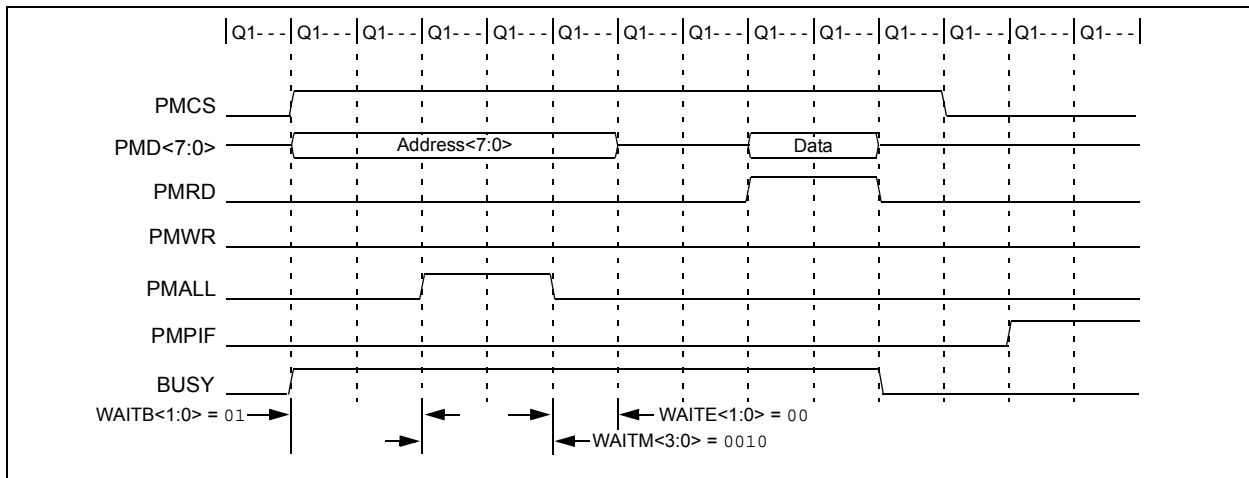 Q1- - - Q1- - - Q1- - - Q1- - - Q1- - - Q1- - - Q1- - - Q1- - - Q1- - - Q1- - - Q1- - - Q1- - - Q1- - - Q1- - -
PMCS
PMD<7:0> Address<7:0> Data
PMRD
PMWR
PMALL
PMPIF
BUSY
WAITB<1:0> = 01 WAITE<1:0> = 00
WAITM<3:0> = 0010